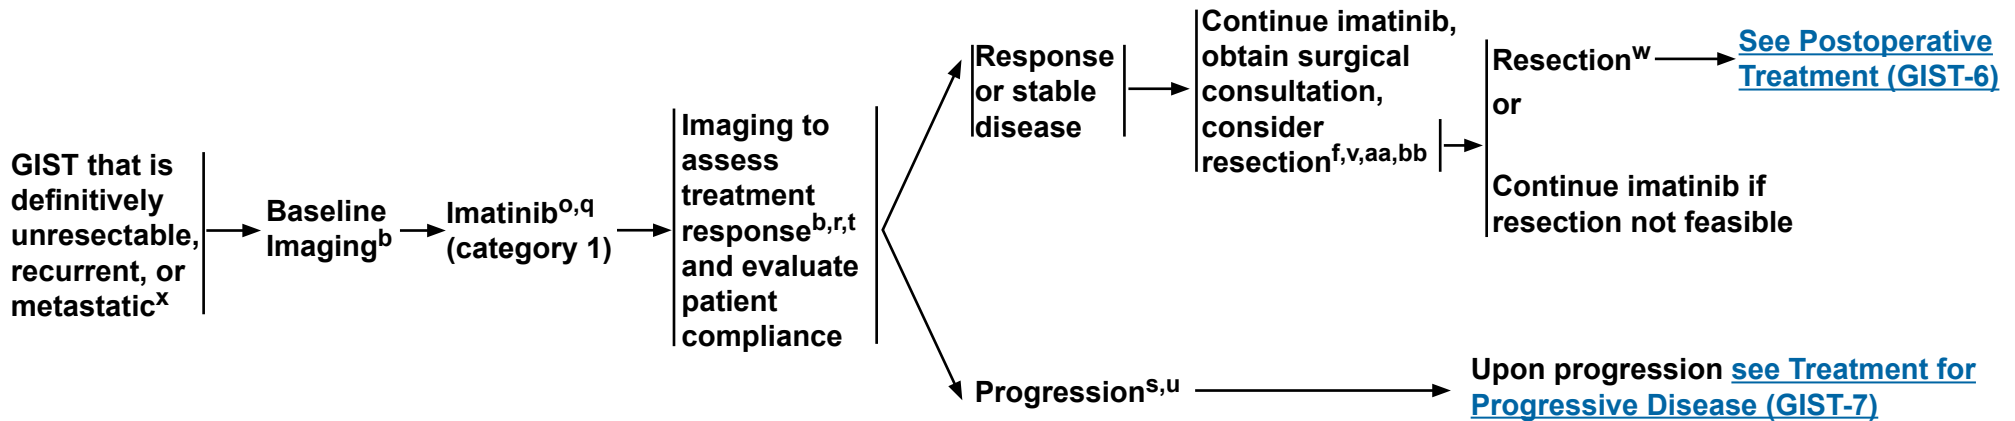 GIST that is
definitively
unresectable,
recurrent, or
metastaticˣ
Baseline
Imagingᵇ
Imatinibᵒ,q
(category 1)
Imaging to
assess
treatment
responseᵇ,ʳ,ᵗ
and evaluate
patient
compliance
Response
or stable
disease
Continue imatinib,
obtain surgical
consultation,
consider
resectionᶠ,ᵛ,ᵃᵃ,ᵇᵇ
Resectionʷ
or
Continue imatinib if
resection not feasible
See Postoperative
Treatment (GIST-6)
Progressionˢ,ᵘ
Upon progression see Treatment for
Progressive Disease (GIST-7)